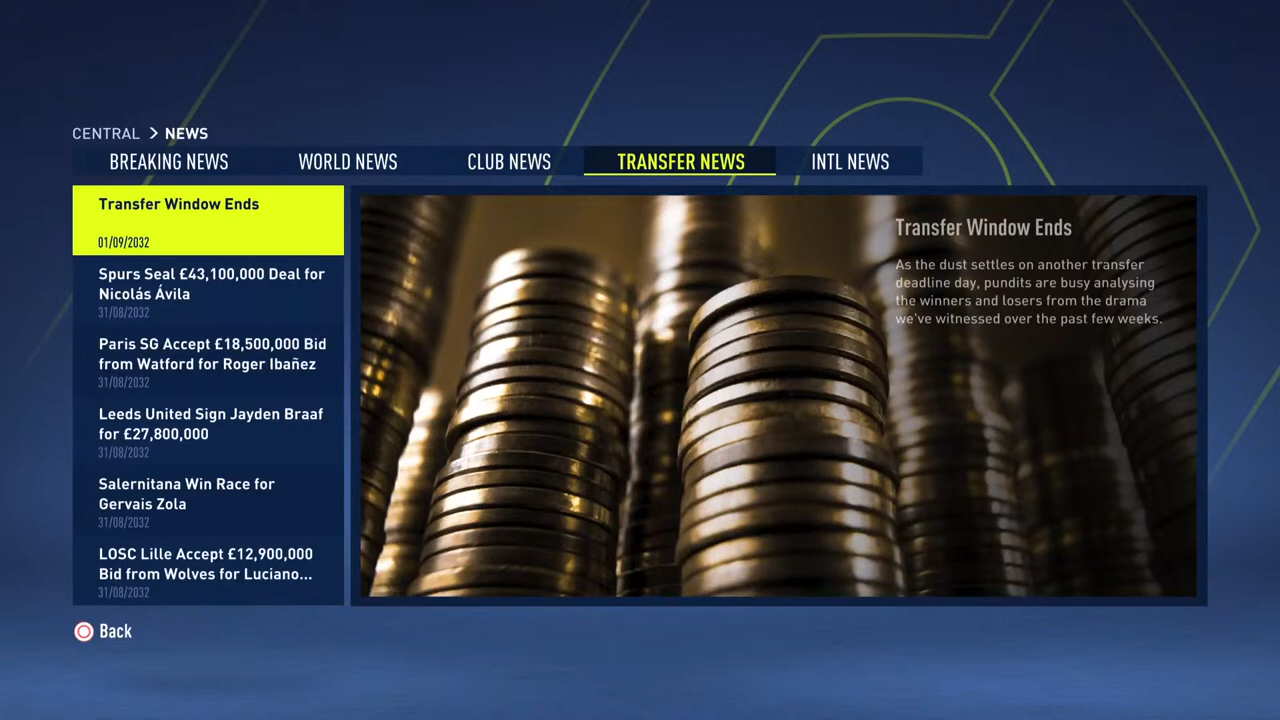 CENTRAL > NEWS
BREAKING NEWS
WORLD NEWS
CLUB NEWS
TRANSFER NEWS
INTL NEWS
Transfer Window Ends
01/09/2032
Spurs Seal £43,100,000 Deal for
Nicolás Ávila
31/08/2032
Paris SG Accept £18,500,000 Bid
from Watford for Roger Ibañez
31/08/2032
Leeds United Sign Jayden Braaf
for £27,800,000
31/08/2032
Salernitana Win Race for
Gervais Zola
31/08/2032
LOSC Lille Accept £12,900,000
Bid from Wolves for Luciano...
31/08/2032
Transfer Window Ends
As the dust settles on another transfer
deadline day, pundits are busy analysing
the winners and losers from the drama
we've witnessed over the past few weeks.
Back